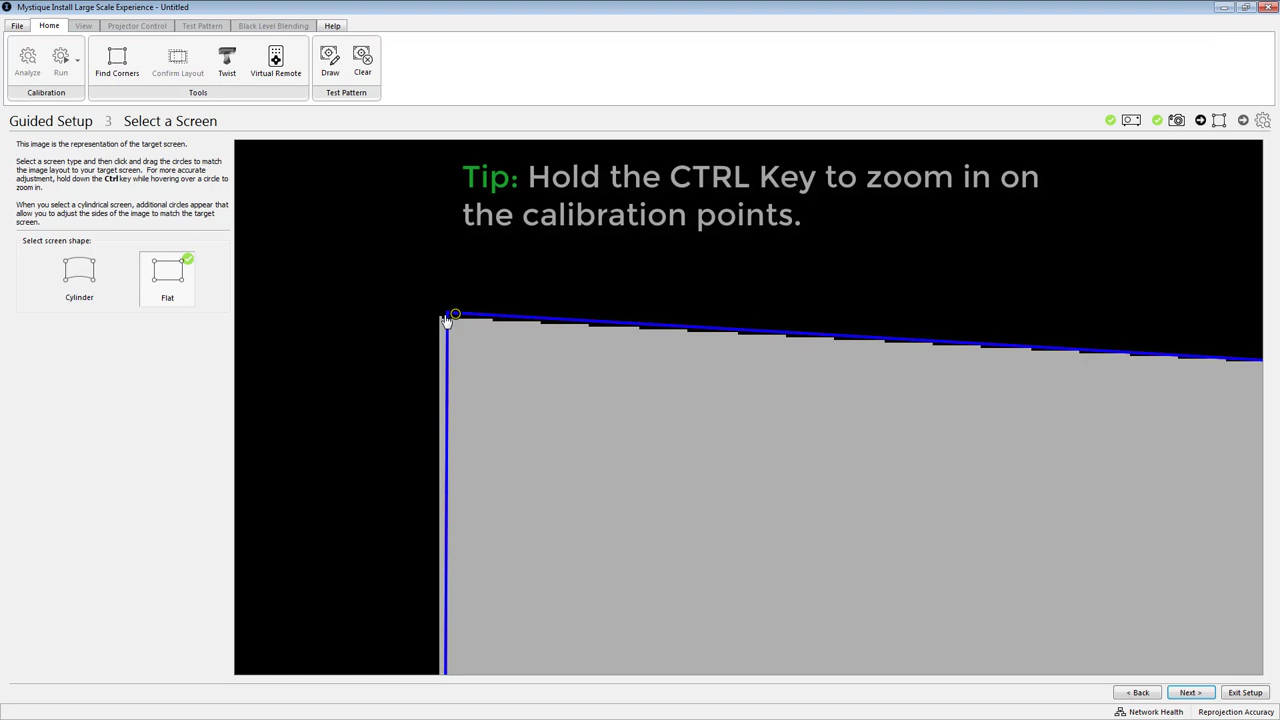 Mystique Install Large Scale Experience - Untitled
File Home View Projector Control Test Pattern Black Level Blending Help
Analyze Run Find Corners Confirm Layout Twist Virtual Remote Draw Clear
Calibration Tools Test Pattern
Guided Setup 3 Select a Screen
This image is the representation of the target screen.
Select a screen type and then click and drag the circles to match
the image layout to your target screen. For more accurate
adjustment, hold down the Ctrl key while hovering over a circle to
zoom in.
When you select a cylindrical screen, additional circles appear that
allow you to adjust the sides of the image to match the target
screen.
Select screen shape:
Cylinder Flat
Tip: Hold the CTRL Key to zoom in on
the calibration points.
< Back Next > Exit Setup
Network Health Reprojection Accuracy